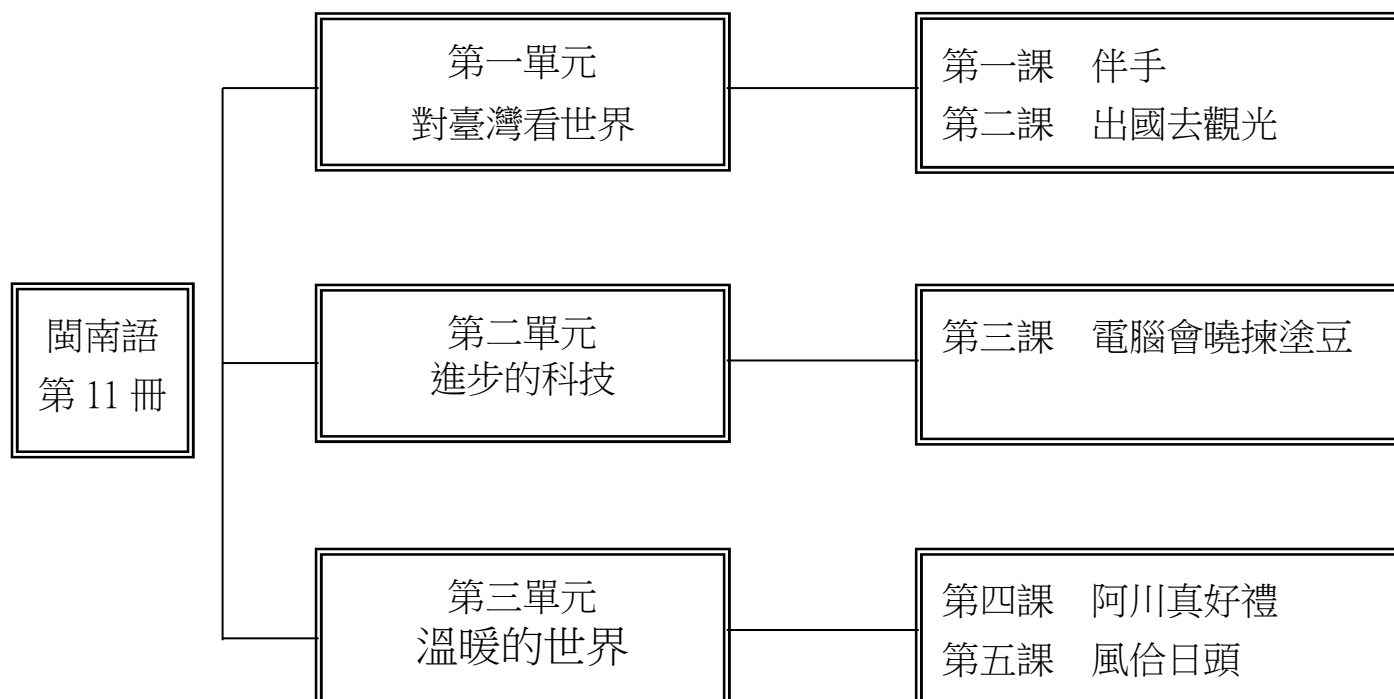 閩南語
第 11 冊
第一單元
對臺灣看世界
第一課　伴手
第二課　出國去觀光
第二單元
進步的科技
第三課　電腦會曉揀塗豆
第三單元
溫暖的世界
第四課　阿川真好禮
第五課　風佮日頭